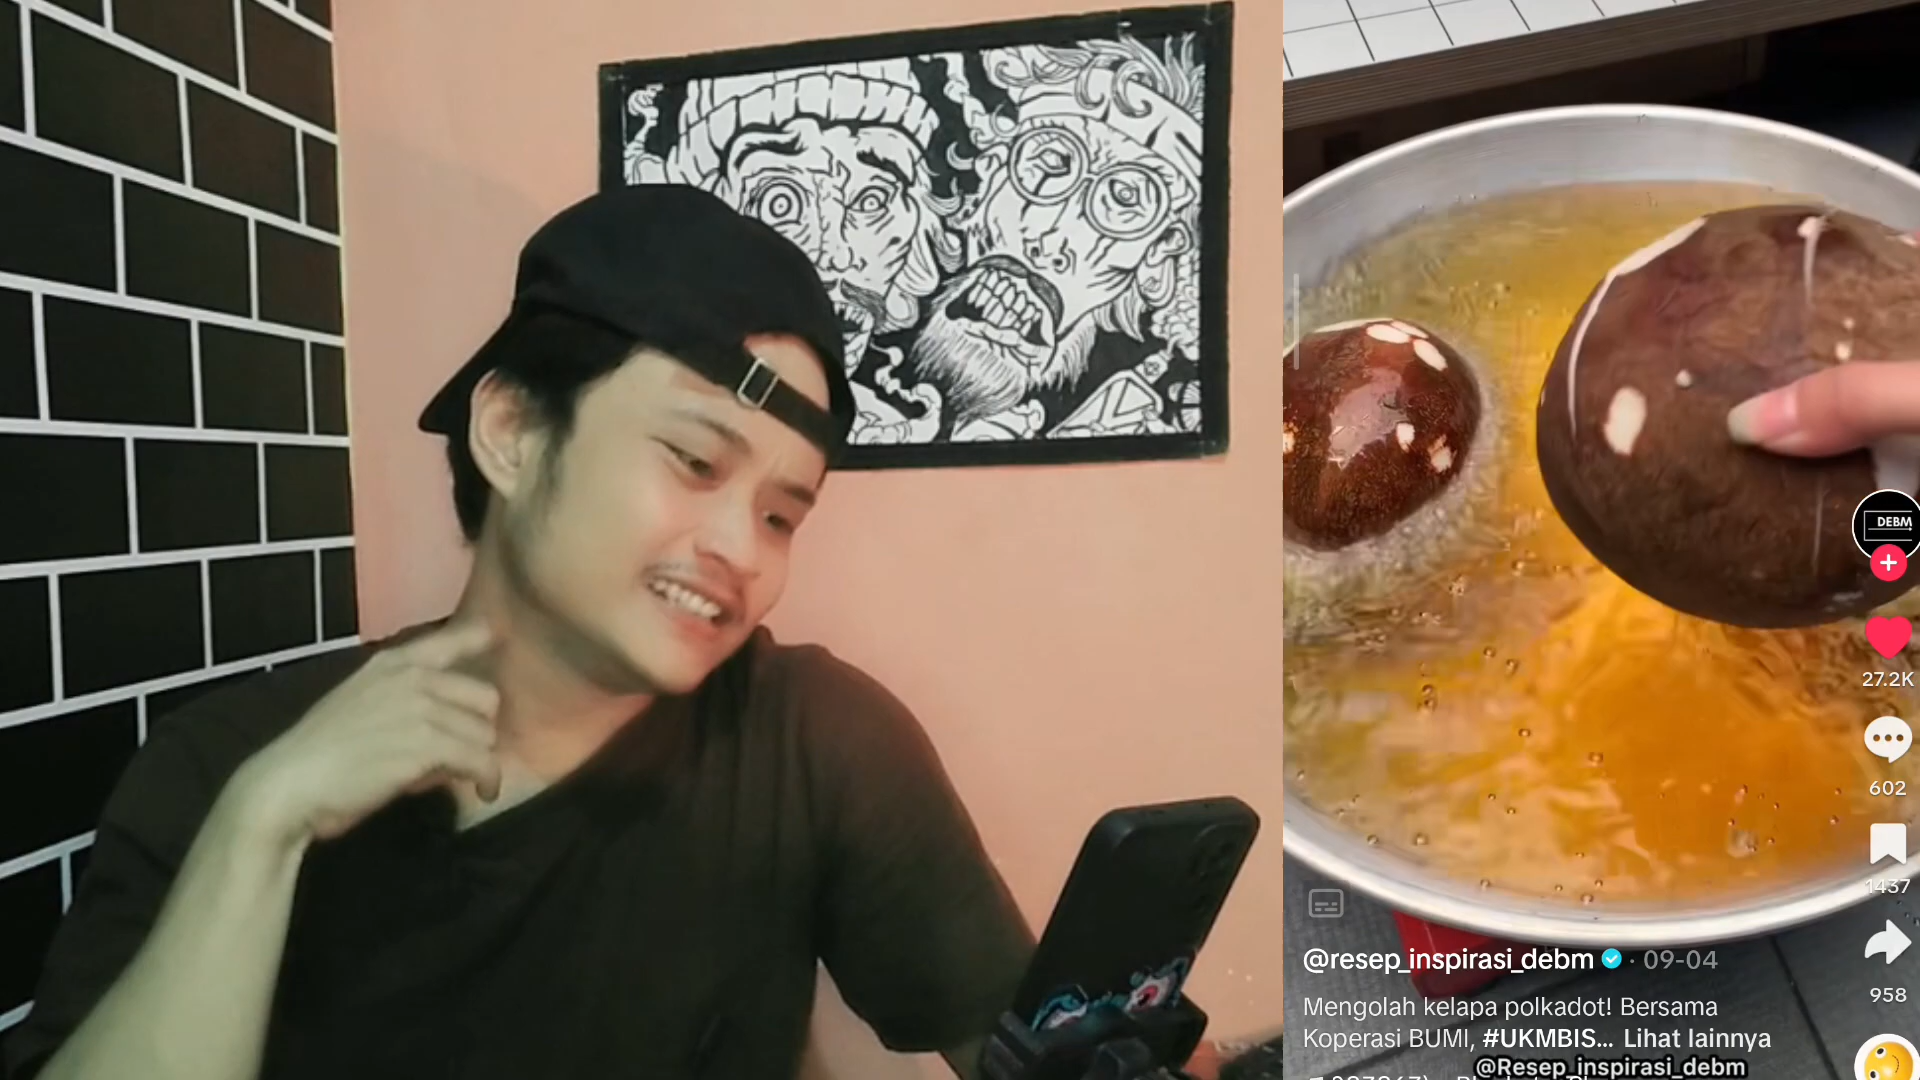 DEBM
27.2K
602
1437
958
@resep_inspirasi_debm · 09-04
Mengolah kelapa polkadot! Bersama
Koperasi BUMI, #UKMBIS... Lihat lainnya
@Resep_inspirasi_debm